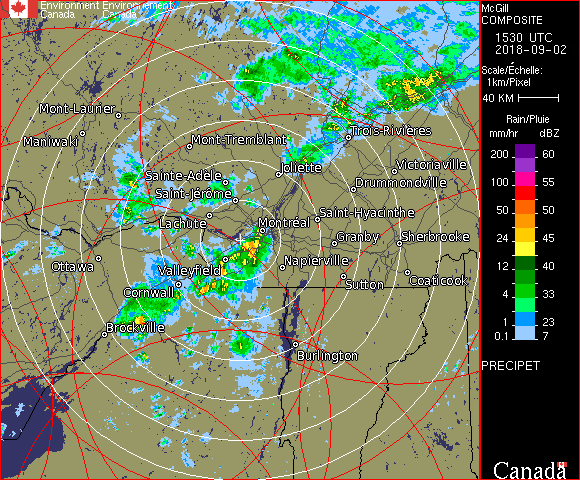 Environment Environnement
Canada Canada
McGill
COMPOSITE
1530 UTC
2018-09-02
Scale/Échelle:
1km/Pixel
40 KM
Rain/Pluie
mm/hr dBZ
200 60
100 55
50 50
24 45
12 40
4 33
1 23
0.1 7
PRECIPET
Canada
Mont-Laurier
Maniwaki
Mont-Tremblant
Trois-Rivières
Joliette
Victoriaville
Sainte-Adèle
Drummondville
Saint-Jérôme
Saint-Hyacinthe
Lachute
Montréal
Granby
Sherbrooke
Ottawa
Valleyfield
Napierville
Sutton
Coaticook
Cornwall
Brockville
Burlington